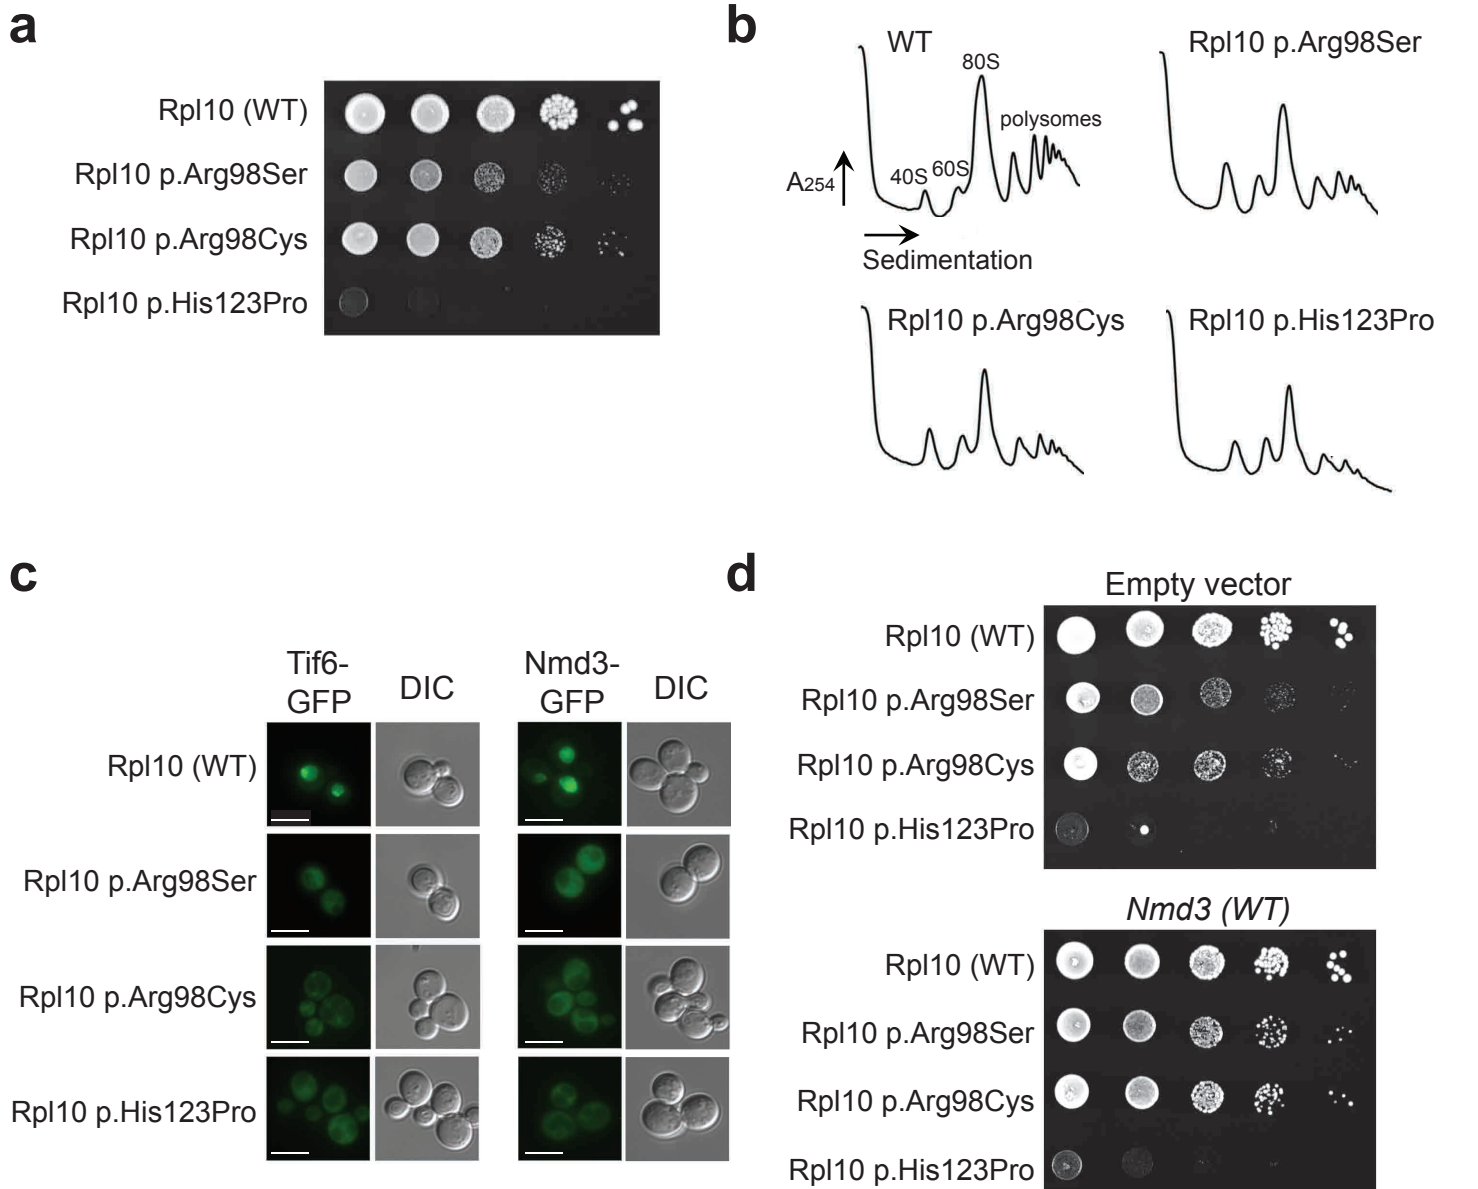 a
Rpl10 (WT)
Rpl10 p.Arg98Ser
Rpl10 p.Arg98Cys
Rpl10 p.His123Pro
b
WT
Rpl10 p.Arg98Ser
80S
polysomes
40S
60S
A254
Sedimentation
Rpl10 p.Arg98Cys
Rpl10 p.His123Pro
c
Tif6-
GFP
DIC
Nmd3-
GFP
DIC
Rpl10 (WT)
Rpl10 p.Arg98Ser
Rpl10 p.Arg98Cys
Rpl10 p.His123Pro
d
Empty vector
Rpl10 (WT)
Rpl10 p.Arg98Ser
Rpl10 p.Arg98Cys
Rpl10 p.His123Pro
Nmd3 (WT)
Rpl10 (WT)
Rpl10 p.Arg98Ser
Rpl10 p.Arg98Cys
Rpl10 p.His123Pro